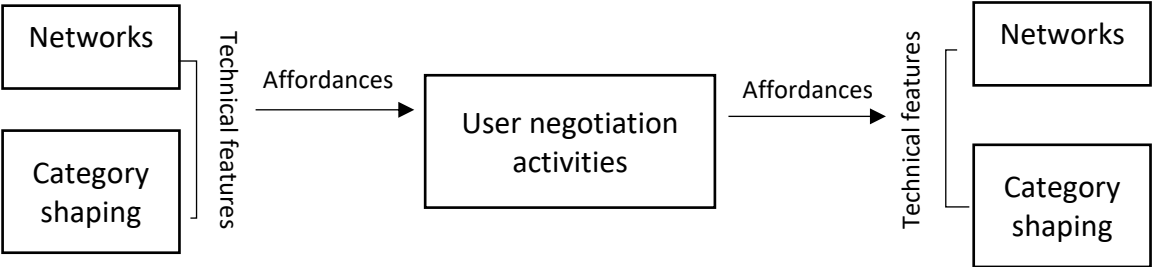 Networks
Category
shaping
Technical features
Affordances
User negotiation
activities
Affordances
Technical features
Networks
Category
shaping